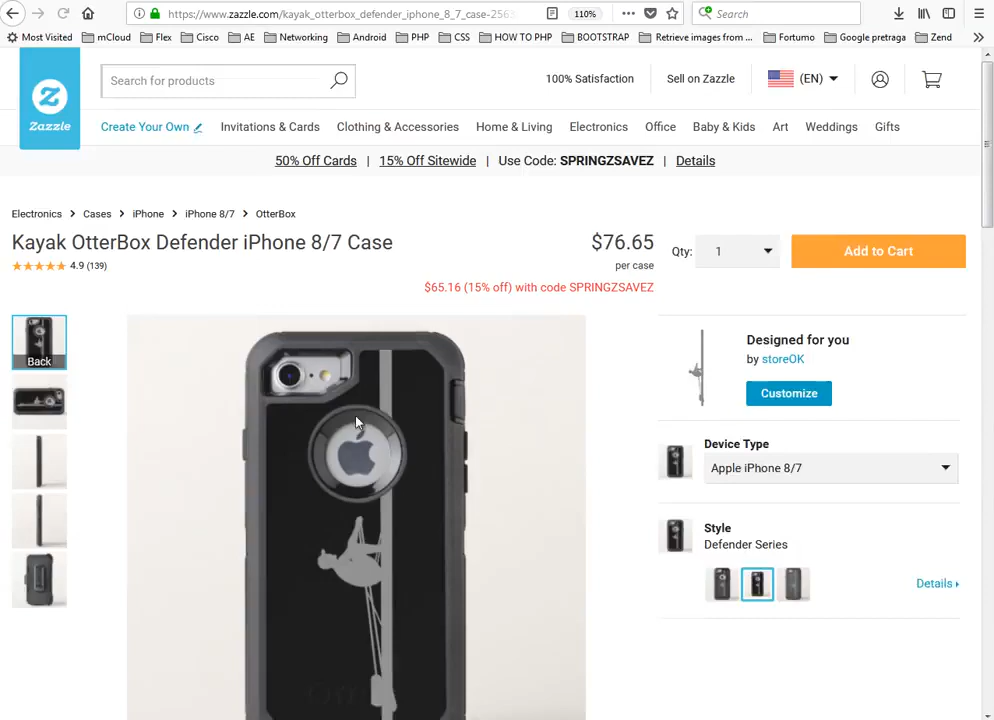 https://www.zazzle.com/kayak_otterbox_defender_iphone_8_7_case-256
110%
Search
Most Visited mCloud Flex Cisco AE Networking Android PHP CSS HOW TO PHP BOOTSTRAP Retrieve images from ... Fortumo Google pretraga Zend
Search for products
100% Satisfaction
Sell on Zazzle
(EN)
Z
Zazzle
Create Your Own Invitations & Cards Clothing & Accessories Home & Living Electronics Office Baby & Kids Art Weddings Gifts
50% Off Cards | 15% Off Sitewide | Use Code: SPRINGZSAVEZ | Details
Electronics Cases iPhone iPhone 8/7 OtterBox
Kayak OtterBox Defender iPhone 8/7 Case
4.9 (139)
$76.65
per case
$65.16 (15% off) with code SPRINGZSAVEZ
Qty: 1
Add to Cart
Back
Designed for you
by storeOK
Customize
Device Type
Apple iPhone 8/7
Style
Defender Series
Details